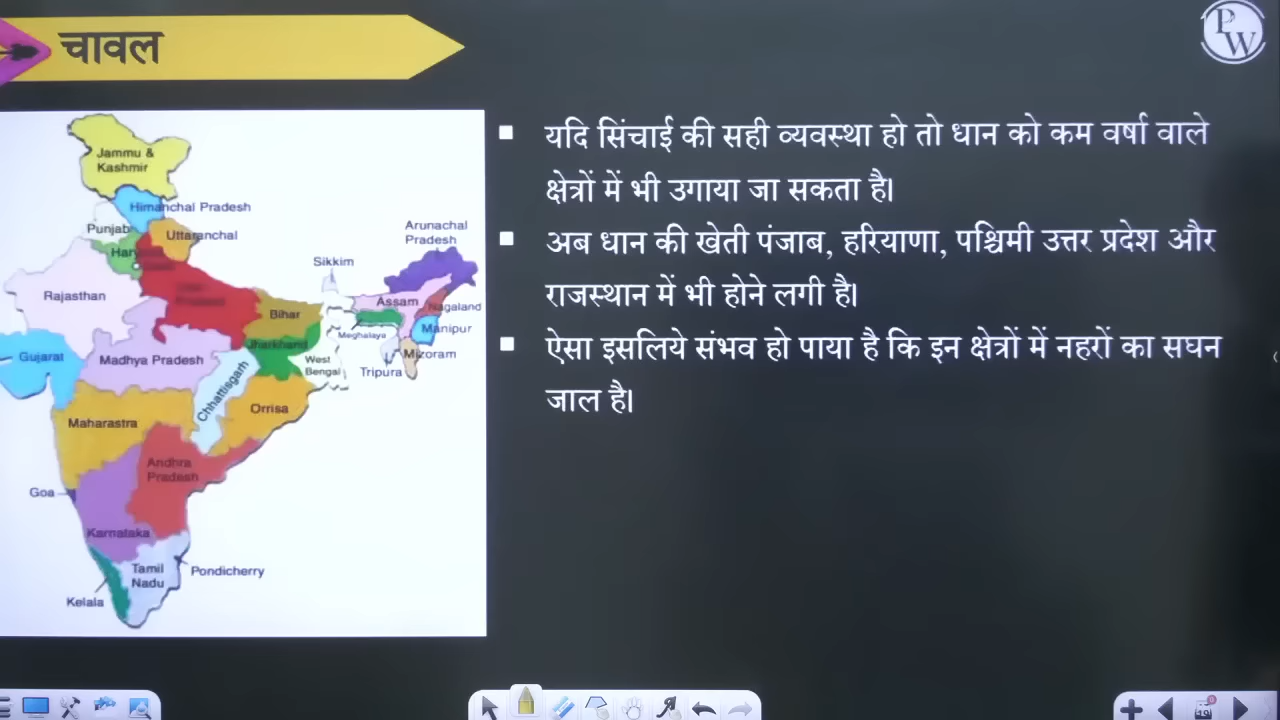 चावल
PW
यदि सिंचाई की सही व्यवस्था हो तो धान को कम वर्षा वाले
क्षेत्रों में भी उगाया जा सकता है।
अब धान की खेती पंजाब, हरियाणा, पश्चिमी उत्तर प्रदेश और
राजस्थान में भी होने लगी है।
ऐसा इसलिये संभव हो पाया है कि इन क्षेत्रों में नहरों का सघन
जाल है।
Jammu &
Kashmir
Himanchal Pradesh
Punjab
Uttaranchal
Arunachal
Pradesh
Sikkim
Rajasthan
Assam
Nagaland
Bihar
Manipur
Meghalaya
Jharkhand
Mizoram
Gujarat
Madhya Pradesh
West
Bengal
Tripura
Chhattisgarh
Orrisa
Maharastra
Andhra
Pradesh
Goa
Karnataka
Tamil
Nadu
Pondicherry
Kelala